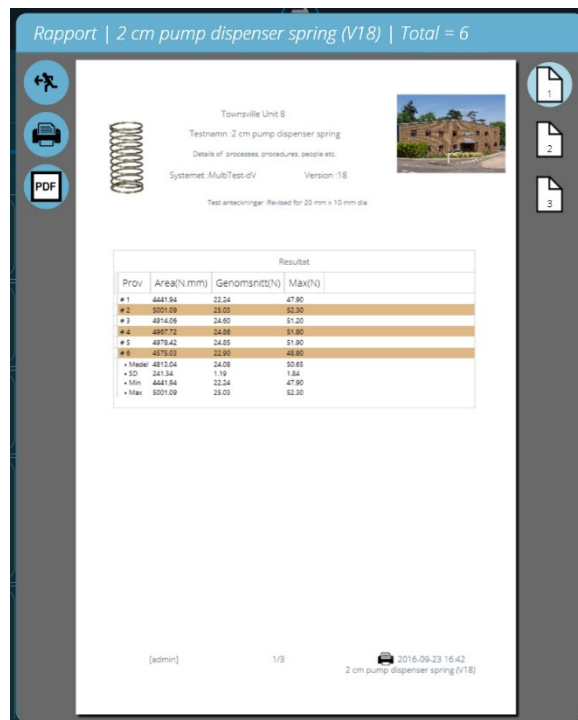 Rapport | 2 cm pump dispenser spring (V18) | Total = 6
PDF
1
2
3
Townsville Unit 8
Testnamn :2 cm pump dispenser spring
Details of processes, procedures, people etc.
Systemet :MultiTest-dV Version :18
Test anteckningar :Revised for 20 mm x 10 mm dia
Resultat
Prov Area(N.mm) Genomsnitt(N) Max(N)
# 1 4441.94 22.24 47.90
# 2 5001.09 25.03 52.30
# 3 4914.06 24.60 51.20
# 4 4967.72 24.86 51.80
# 5 4978.42 24.85 51.90
# 6 4575.03 22.90 48.80
• Medel 4813.04 24.08 50.65
• SD 241.34 1.19 1.84
• Min 4441.94 22.24 47.90
• Max 5001.09 25.03 52.30
[admin] 1/3 2016-09-23 16:42
2 cm pump dispenser spring (V18)